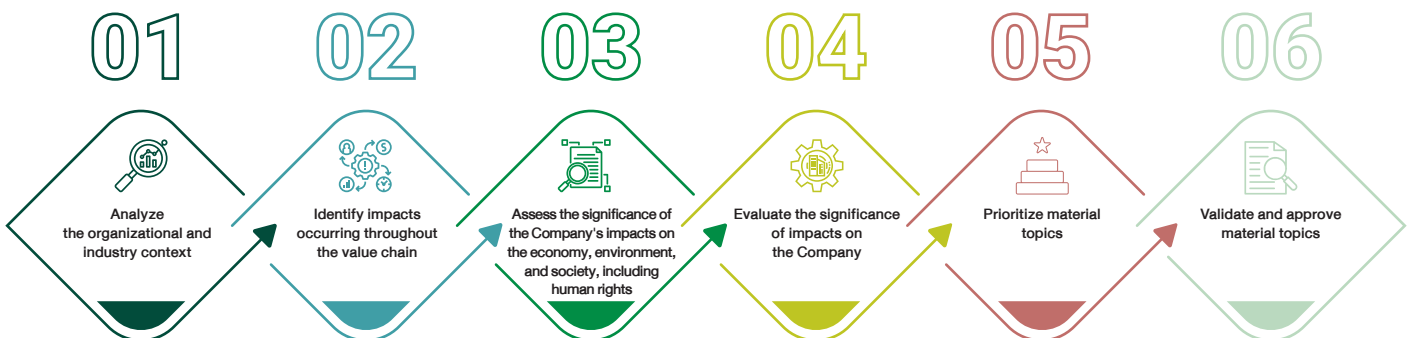 01
Analyze
the organizational and
industry context
02
Identify impacts
occurring throughout
the value chain
03
Assess the significance of
the Company's impacts on
the economy, environment,
and society, including
human rights
04
Evaluate the significance
of impacts on
the Company
05
Prioritize material
topics
06
Validate and approve
material topics